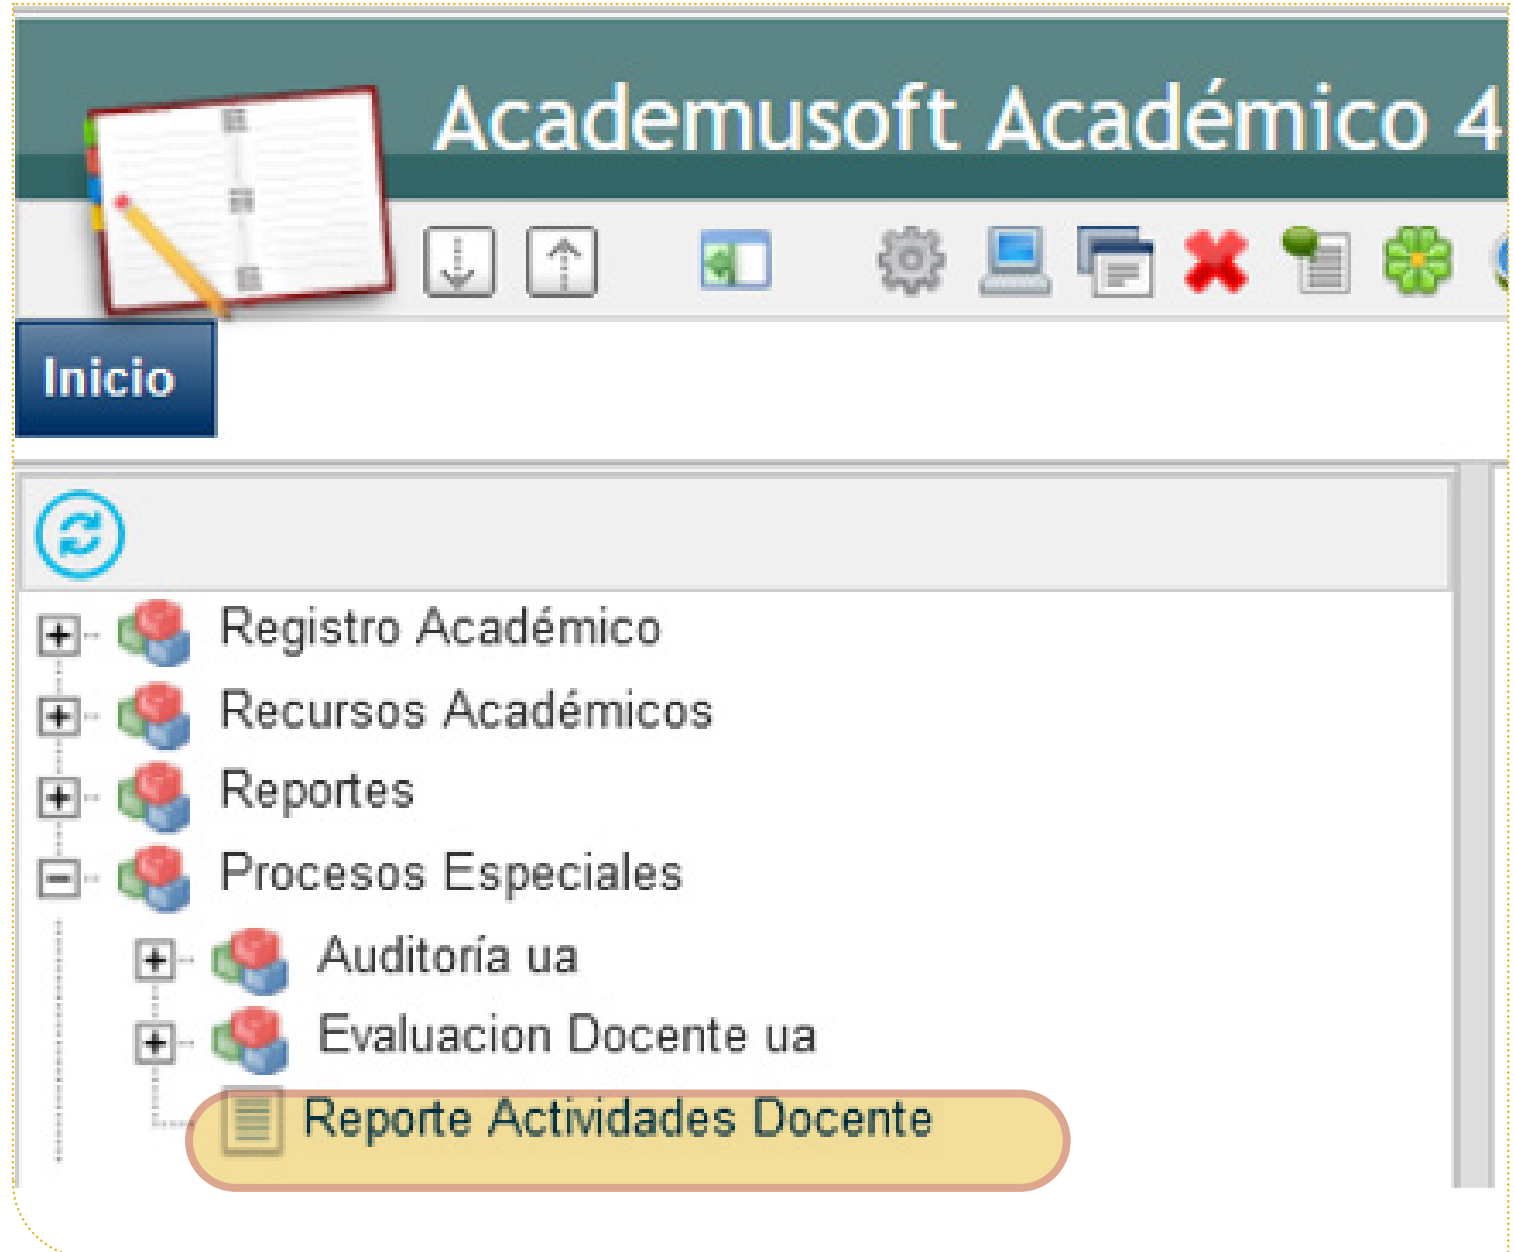 Academusoft Académico 4
Inicio
Registro Académico
Recursos Académicos
Reportes
Procesos Especiales
Auditoría ua
Evaluacion Docente ua
Reporte Actividades Docente